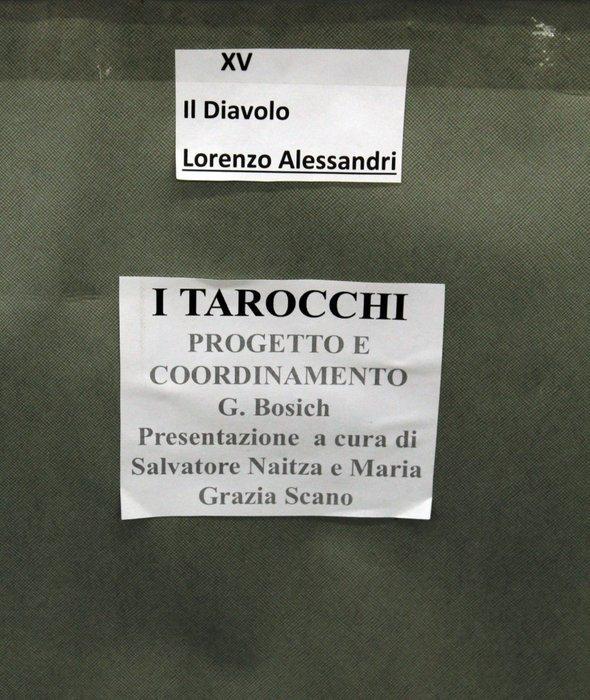 XV
Il Diavolo
Lorenzo Alessandri
I TAROCCHI
PROGETTO E
COORDINAMENTO
G. Bosich
Presentazione a cura di
Salvatore Naitza e Maria
Grazia Scano